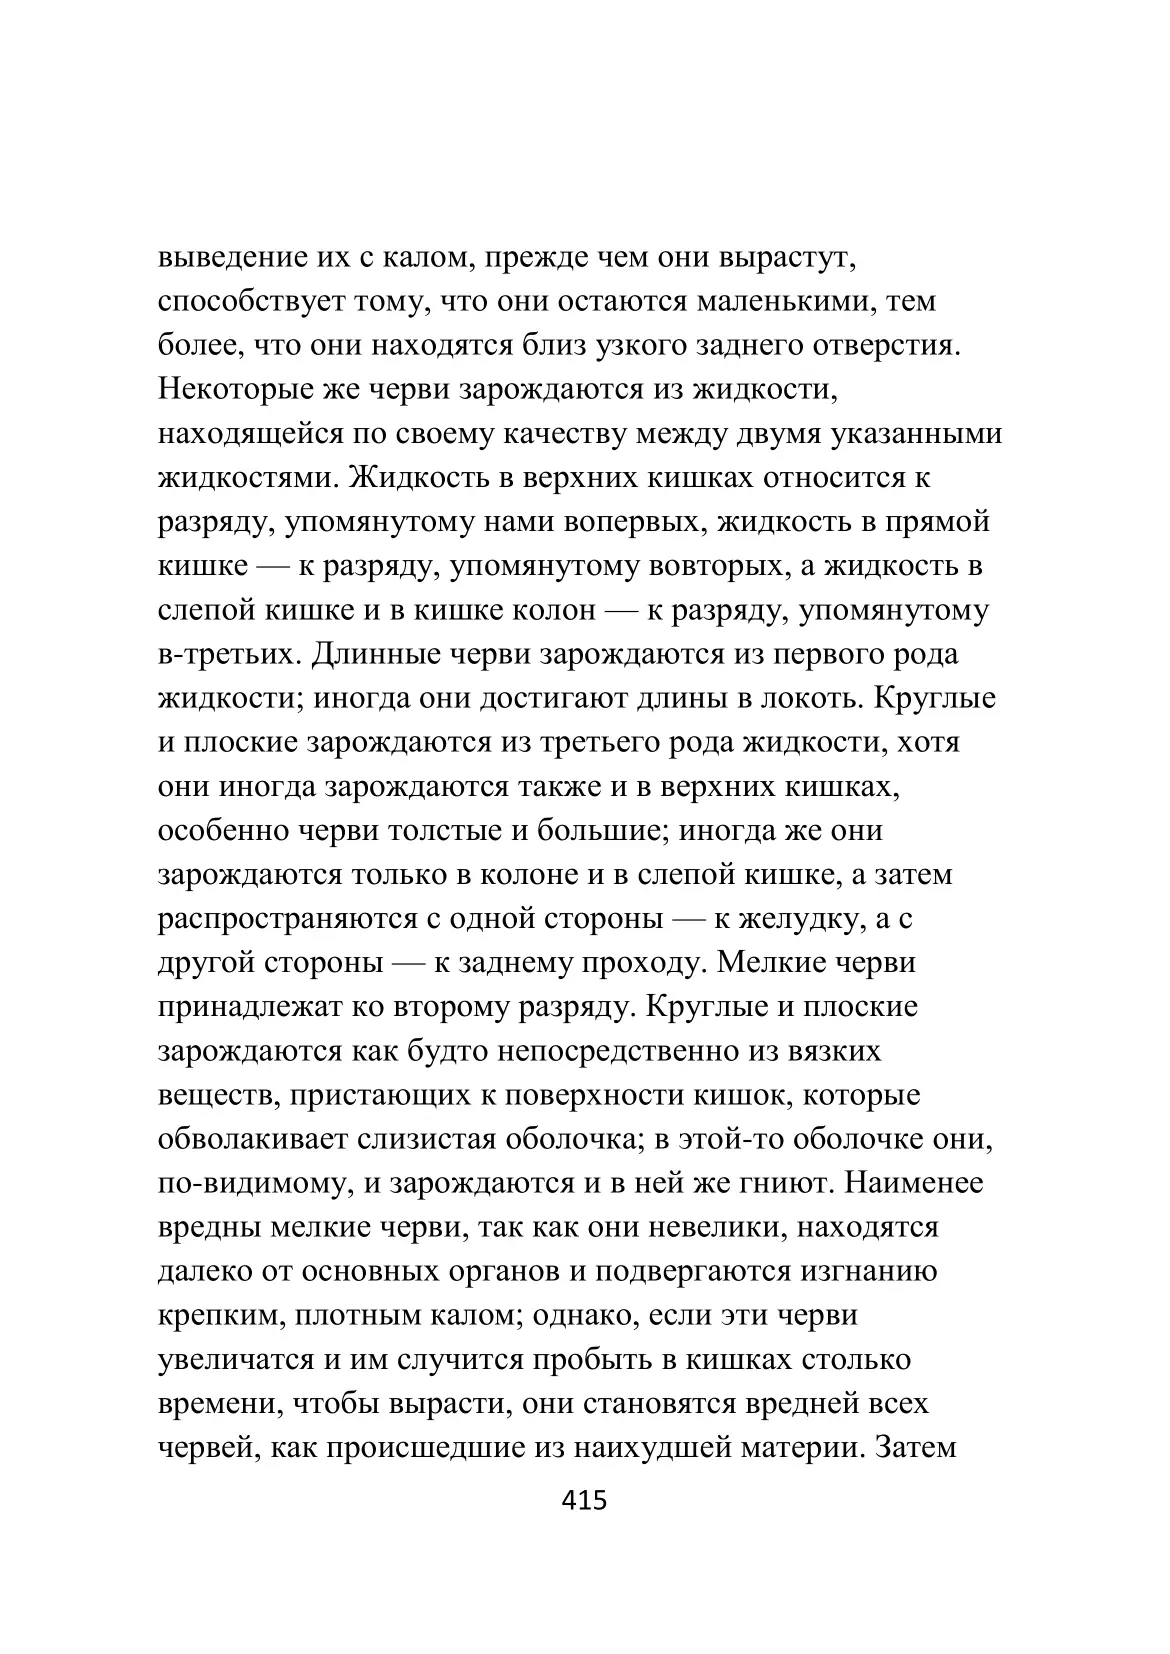 выведение их с калом, прежде чем они вырастут,
способствует тому, что они остаются маленькими, тем
более, что они находятся близ узкого заднего отверстия.
Некоторые же черви зарождаются из жидкости,
находящейся по своему качеству между двумя указанными
жидкостями. Жидкость в верхних кишках относится к
разряду, упомянутому нами вопервых, жидкость в прямой
кишке — к разряду, упомянутому вовторых, а жидкость в
слепой кишке и в кишке колон — к разряду, упомянутому
в-третьих. Длинные черви зарождаются из первого рода
жидкости; иногда они достигают длины в локоть. Круглые
и плоские зарождаются из третьего рода жидкости, хотя
они иногда зарождаются также и в верхних кишках,
особенно черви толстые и большие; иногда же они
зарождаются только в колоне и в слепой кишке, а затем
распространяются с одной стороны — к желудку, а с
другой стороны — к заднему проходу. Мелкие черви
принадлежат ко второму разряду. Круглые и плоские
зарождаются как будто непосредственно из вязких
веществ, пристающих к поверхности кишок, которые
обволакивает слизистая оболочка; в этой-то оболочке они,
по-видимому, и зарождаются и в ней же гниют. Наименее
вредны мелкие черви, так как они невелики, находятся
далеко от основных органов и подвергаются изгнанию
крепким, плотным калом; однако, если эти черви
увеличатся и им случится пробыть в кишках столько
времени, чтобы вырасти, они становятся вредней всех
червей, как происшедшие из наихудшей материи. Затем
415